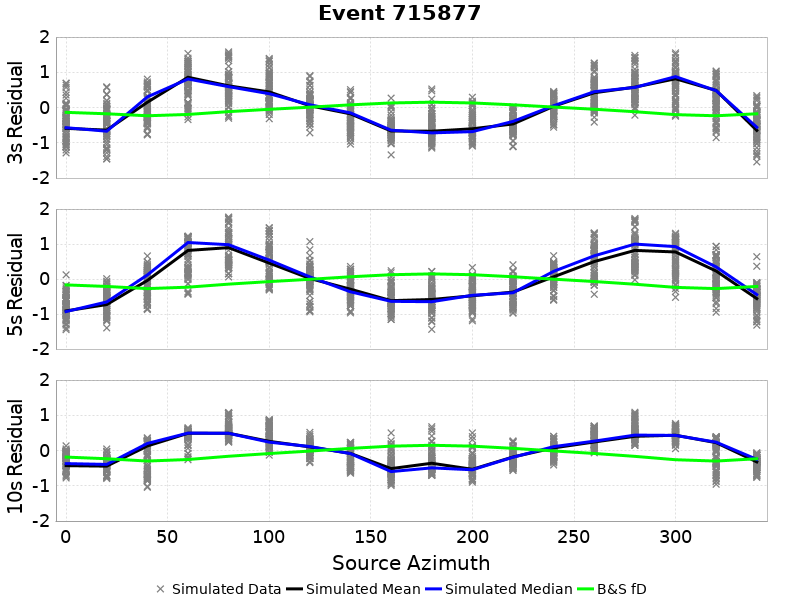 Event 715877
2
1
0
-1
-2
3s Residual
2
1
0
-1
-2
5s Residual
2
1
0
-1
-2
10s Residual
0 50 100 150 200 250 300
Source Azimuth
Simulated Data Simulated Mean Simulated Median B&S fD